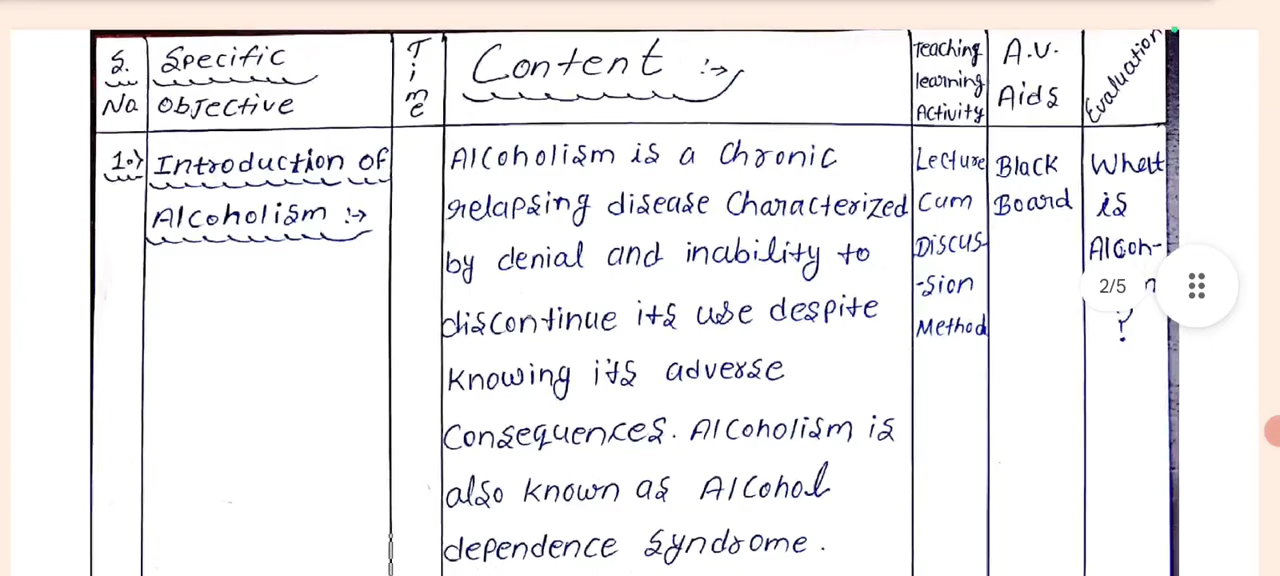 S. No
Specific Objective
Time
Content :→
Teaching learning Activity
A.V. Aids
Evaluation
1.→
Introduction of
Alcoholism :→
Alcoholism is a chronic
relapsing disease characterized
by denial and inability to
discontinue its use despite
knowing its adverse
consequences. Alcoholism is
also known as Alcohol
dependence syndrome.
Lecture
Cum
Discus-
-sion
Method
Black
Board
What
is
?
2/5